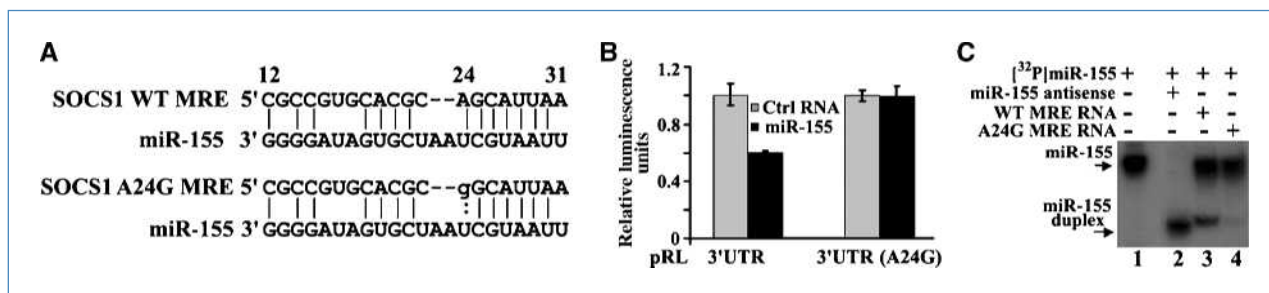 A
12 24 31
SOCS1 WT MRE 5' CGCCGUGCACGC--AGCAUUAA
miR-155 3' GGGGAUAGUGCUAAUCGUAAUU
SOCS1 A24G MRE 5' CGCCGUGCACGC--gGCAUUAA
miR-155 3' GGGGAUAGUGCUAAUCGUAAUU
B
Relative luminescence
units
1.2
0.8
0.4
0
Ctrl RNA
miR-155
pRL 3'UTR 3'UTR (A24G)
C
[32P]miR-155 + + + +
miR-155 antisense - + - -
WT MRE RNA - - + -
A24G MRE RNA - - - +
miR-155
miR-155
duplex
1 2 3 4